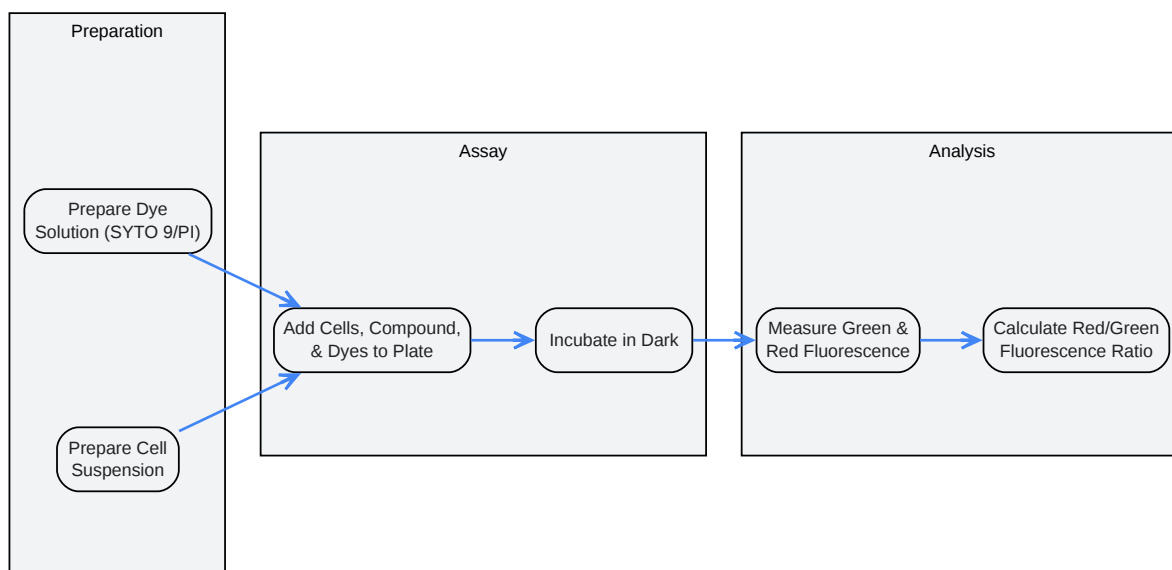 Preparation
Prepare Dye
Solution (SYTO 9/PI)
Prepare Cell
Suspension
Assay
Add Cells, Compound,
& Dyes to Plate
Incubate in Dark
Analysis
Measure Green &
Red Fluorescence
Calculate Red/Green
Fluorescence Ratio